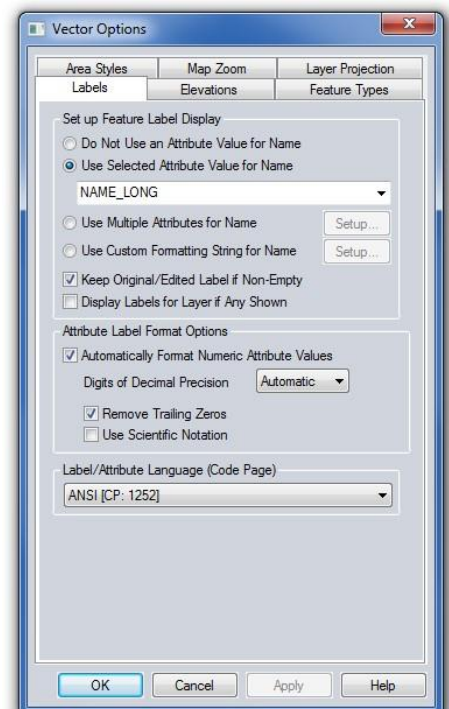 Vector Options
Area Styles Map Zoom Layer Projection
Labels Elevations Feature Types
Set up Feature Label Display
Do Not Use an Attribute Value for Name
Use Selected Attribute Value for Name
NAME_LONG
Use Multiple Attributes for Name Setup...
Use Custom Formatting String for Name Setup...
Keep Original/Edited Label if Non-Empty
Display Labels for Layer if Any Shown
Attribute Label Format Options
Automatically Format Numeric Attribute Values
Digits of Decimal Precision Automatic
Remove Trailing Zeros
Use Scientific Notation
Label/Attribute Language (Code Page)
ANSI [CP: 1252]
OK Cancel Apply Help